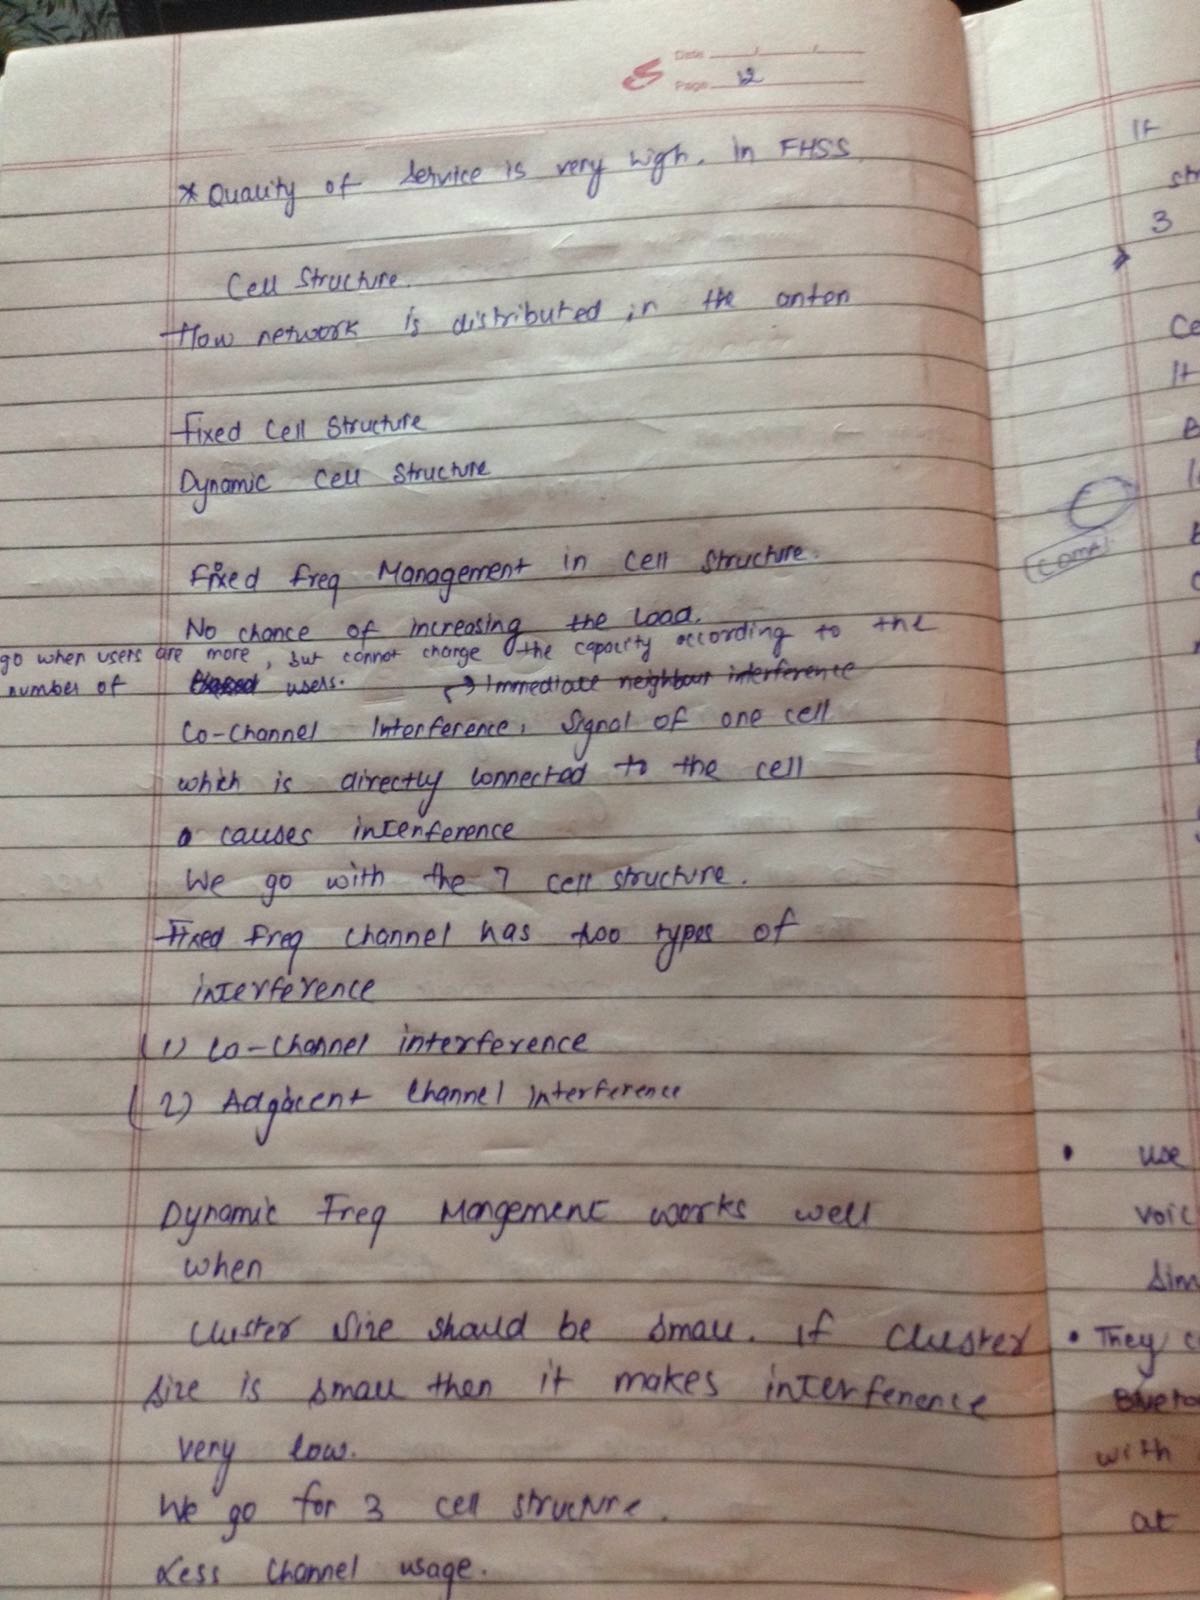 Date
Page 12
* Quality of Service is very high. In FHSS
Cell Structure.
How network is distributed in the anten
Fixed Cell Structure
Dynamic Cell Structure
Fixed Freq Management in Cell Structure.
No chance of increasing the load.
go when users are more, but cannot change the capacity according to the
number of users. → Immediate neighbour interference
Co-Channel Interference, Signal of one cell
which is directly connected to the cell
causes interference
We go with the 7 cell structure.
Fixed freq channel has two types of
interference
(1) Co-Channel interference
(2) Adgacent Channel interference
Dynamic Freq Mangement works well
when
Cluster size should be small. If cluster
size is small then it makes interference
very low.
We go for 3 cell structure.
Less Channel usage.
It
3
It
(COMA)
• use
voic
sim
• They c
with
at